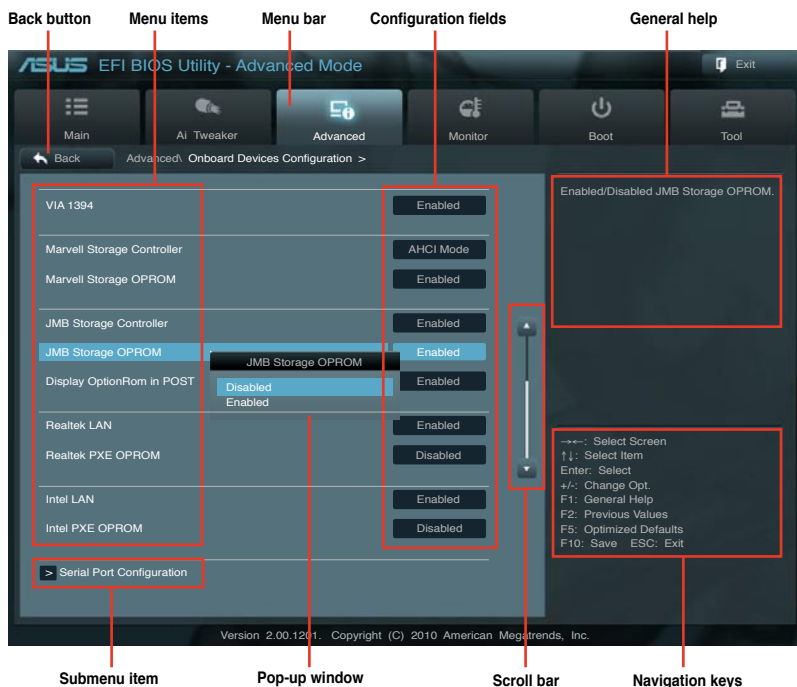 Back button Menu items Menu bar Configuration fields General help
ASUS EFI BIOS Utility - Advanced Mode Exit
Main Ai Tweaker Advanced Monitor Boot Tool
Back Advanced\ Onboard Devices Configuration >
VIA 1394 Enabled
Enabled/Disabled JMB Storage OPROM.
Marvell Storage Controller AHCI Mode
Marvell Storage OPROM Enabled
JMB Storage Controller Enabled
JMB Storage OPROM Enabled
JMB Storage OPROM
Display OptionRom in POST Enabled
Disabled
Enabled
Realtek LAN Enabled
Realtek PXE OPROM Disabled
Intel LAN Enabled
Intel PXE OPROM Disabled
> Serial Port Configuration
→←: Select Screen
↑↓: Select Item
Enter: Select
+/-: Change Opt.
F1: General Help
F2: Previous Values
F5: Optimized Defaults
F10: Save ESC: Exit
Version 2.00.1201. Copyright (C) 2010 American Megatrends, Inc.
Submenu item Pop-up window Scroll bar Navigation keys